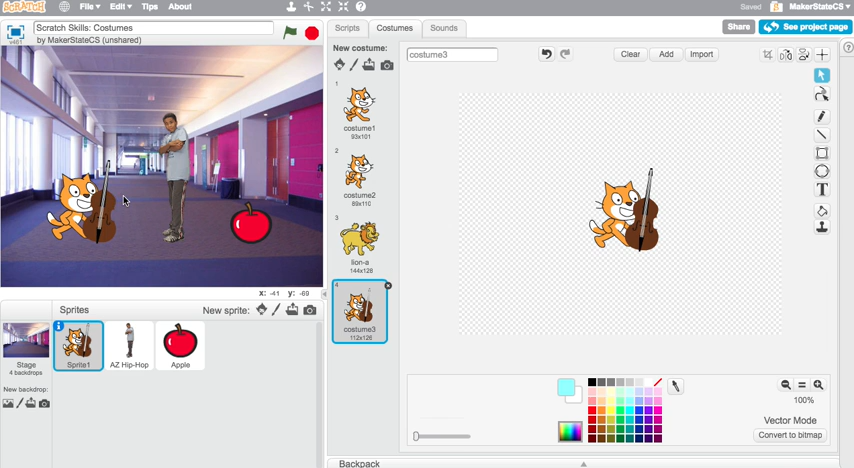 SCRATCH File▼ Edit▼ Tips About Saved MakerStateCS▼
v461 Scratch Skills: Costumes
by MakerStateCS (unshared)
Scripts Costumes Sounds
Share See project page
New costume:
costume3
Clear Add Import
1
costume1
93x101
2
costume2
89x110
3
lion-a
144x128
4
costume3
112x126
x: -41 y: -69
Sprites New sprite:
Stage
4 backdrops
New backdrop:
Sprite1
AZ Hip-Hop
Apple
T
100%
Vector Mode
Convert to bitmap
Backpack